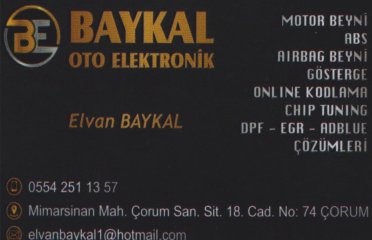 BE
BAYKAL
OTO ELEKTRONİK
Elvan BAYKAL
MOTOR BEYNİ
ABS
AIRBAG BEYNİ
GÖSTERGE
ONLINE KODLAMA
CHIP TUNING
DPF - EGR - ADBLUE
ÇÖZÜMLERİ
0554 251 13 57
Mimarsinan Mah. Çorum San. Sit. 18. Cad. No: 74 ÇORUM
elvanbaykal1@hotmail.com